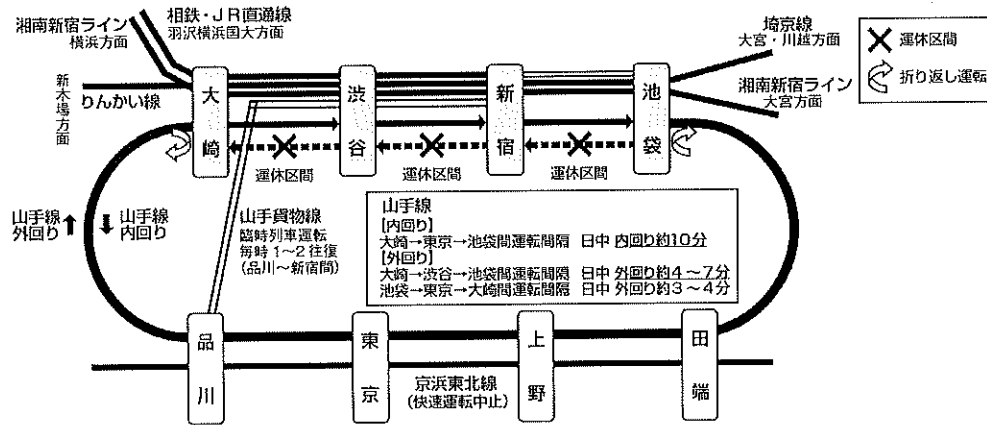 相鉄・JR直通線
羽沢横浜国大方面
湘南新宿ライン
横浜方面
新木場方面
りんかい線
埼京線
大宮・川越方面
湘南新宿ライン
大宮方面
運休区間
折り返し運転
大崎
渋谷
新宿
池袋
運休区間
運休区間
運休区間
山手線
外回り
山手線
内回り
山手貨物線
臨時列車運転
毎時1~2往復
(品川~新宿間)
山手線
[内回り]
大崎→東京→池袋間運転間隔 日中 内回り約10分
[外回り]
大崎→渋谷→池袋間運転間隔 日中 外回り約4~7分
池袋→東京→大崎間運転間隔 日中 外回り約3~4分
品川
東京
上野
田端
京浜東北線
(快速運転中止)